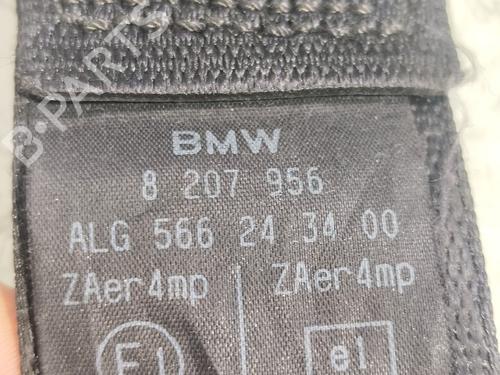 BMW
8 207 956
ALG 566 24 34 00
ZAer4mp ZAer4mp
E1 e1
B-PARTS